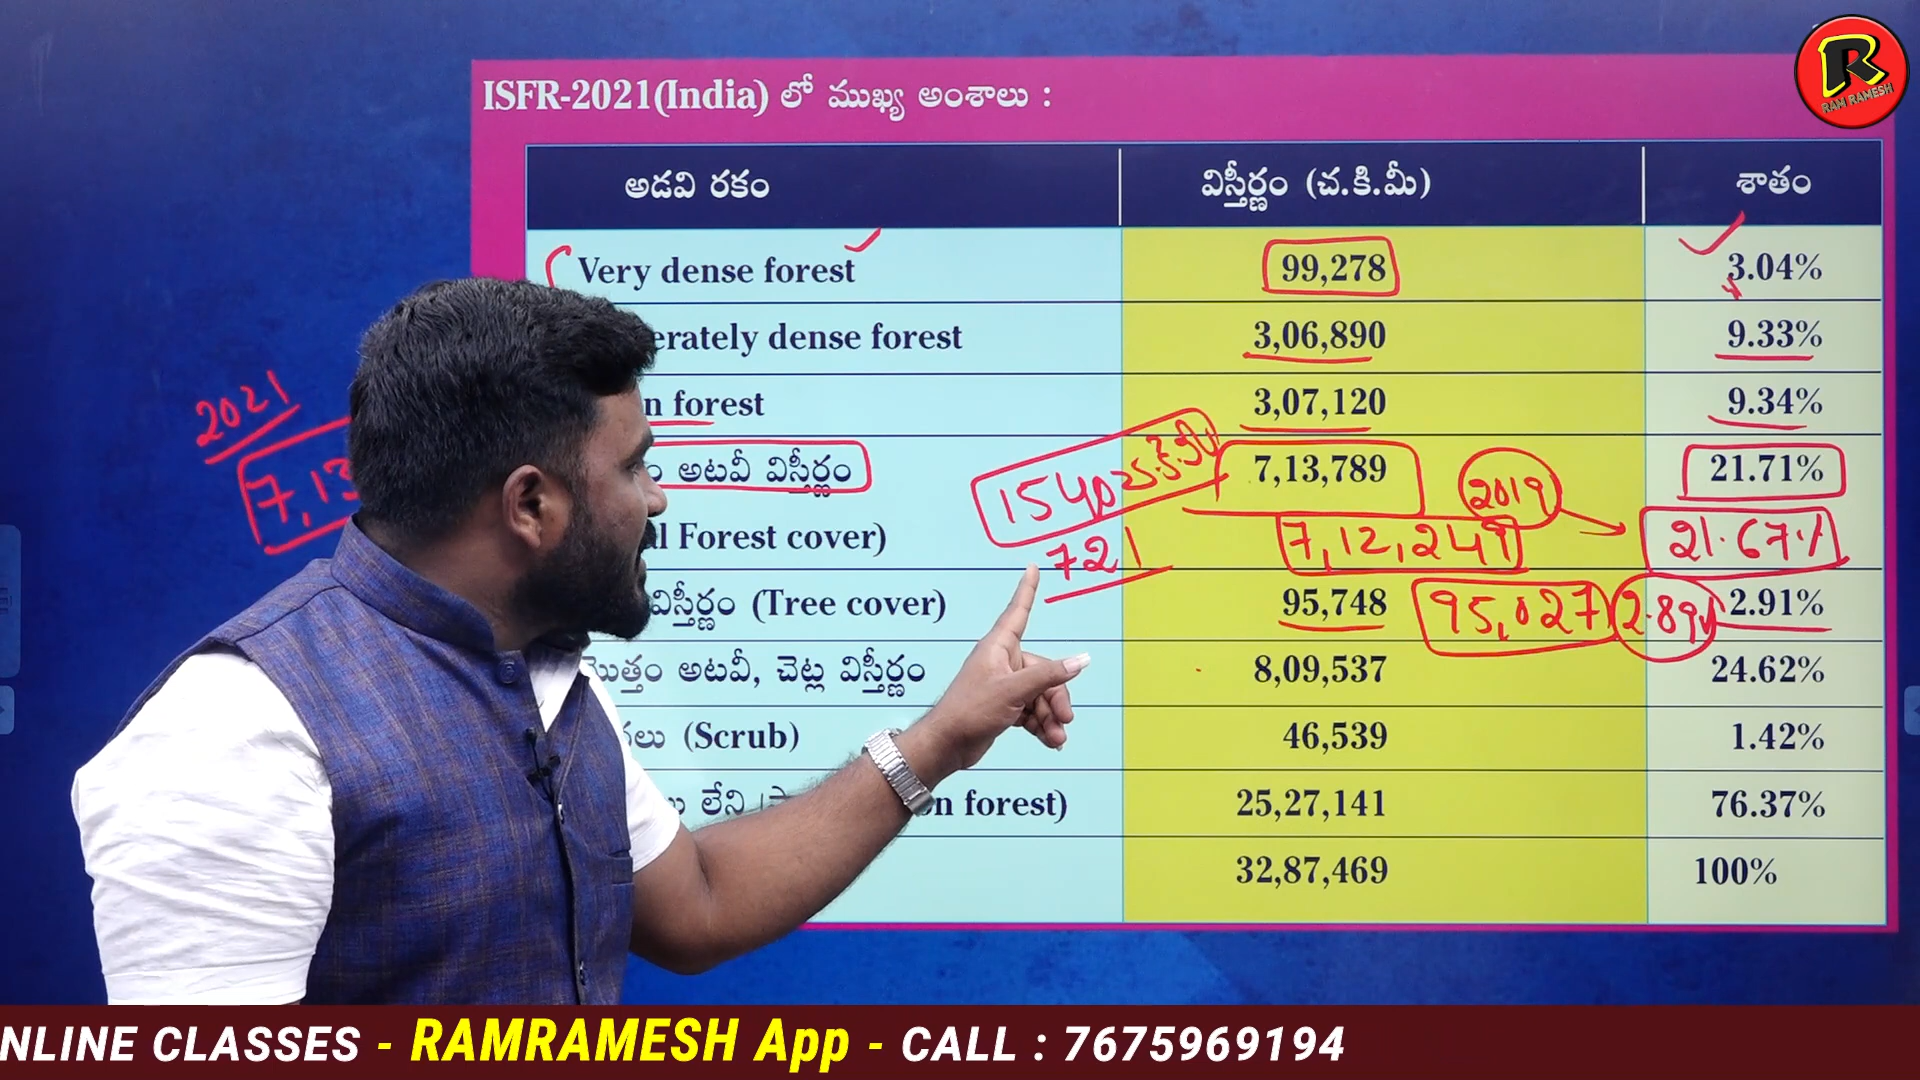 R
RAM RAMESH
ISFR-2021(India) లో ముఖ్య అంశాలు :
అడవి రకం విస్తీర్ణం (చ.కి.మీ) శాతం
Very dense forest 99,278 3.04%
erately dense forest 3,06,890 9.33%
n forest 3,07,120 9.34%
2021
7,13
అటవీ విస్తీర్ణం 7,13,789 21.71%
1540 2019
l Forest cover) 7,12,249 21.67%
721
విస్తీర్ణం (Tree cover) 95,748 95,027 2.89% 2.91%
మొత్తం అటవీ, చెట్ల విస్తీర్ణం 8,09,537 24.62%
(Scrub) 46,539 1.42%
లేని on forest) 25,27,141 76.37%
32,87,469 100%
NLINE CLASSES - RAMRAMESH App - CALL : 7675969194